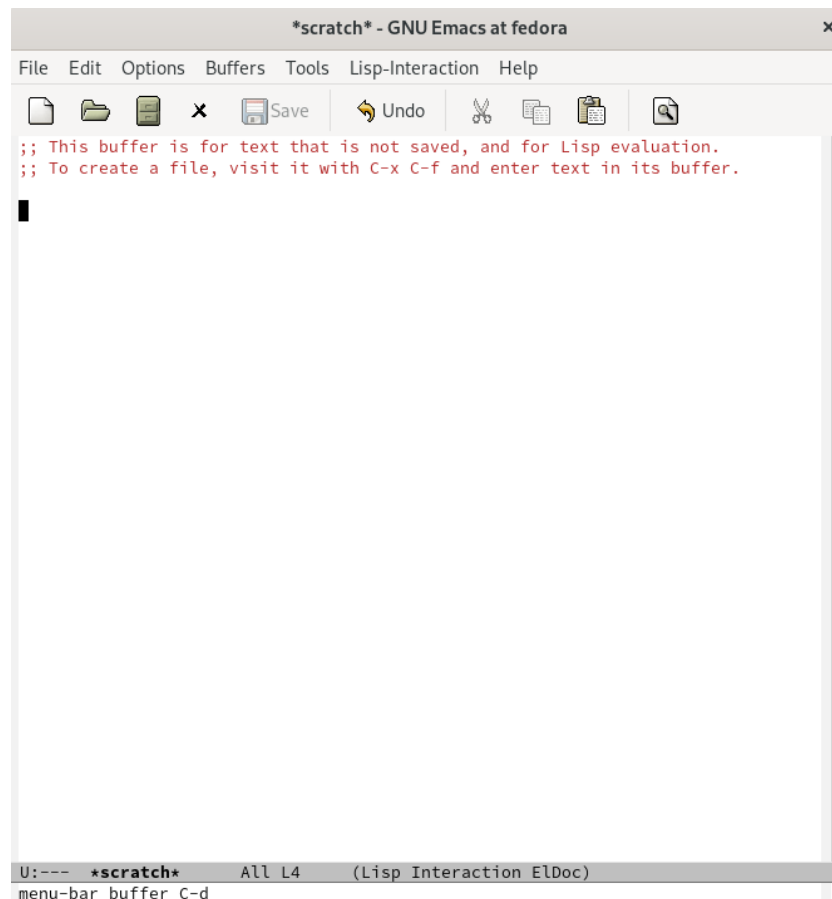 *scratch* - GNU Emacs at fedora ×
File Edit Options Buffers Tools Lisp-Interaction Help
Save Undo
;; This buffer is for text that is not saved, and for Lisp evaluation.
;; To create a file, visit it with C-x C-f and enter text in its buffer.
U:--- *scratch* All L4 (Lisp Interaction ElDoc)
menu-bar buffer C-d